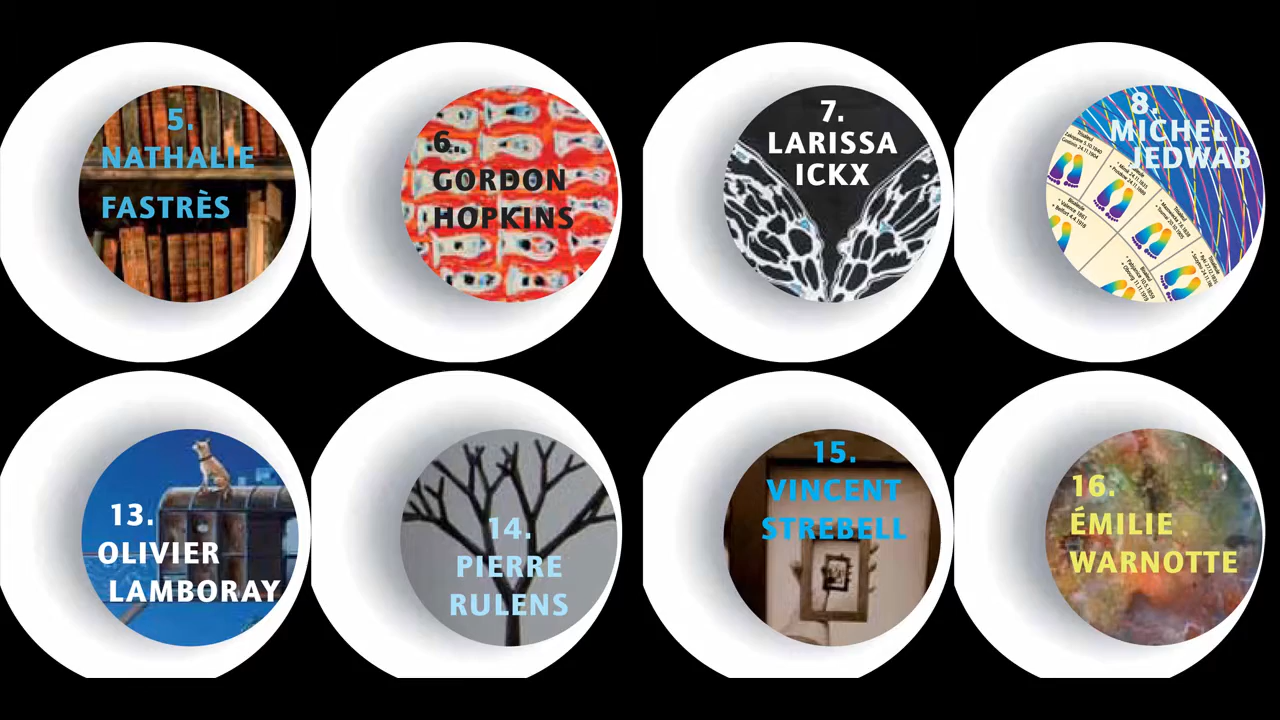 5.
NATHALIE
FASTRÈS
6.
GORDON
HOPKINS
7.
LARISSA
ICKX
8.
MICHEL
JEDWAB
13.
OLIVIER
LAMBORAY
14.
PIERRE
RULENS
15.
VINCENT
STREBELL
16.
ÉMILIE
WARNOTTE